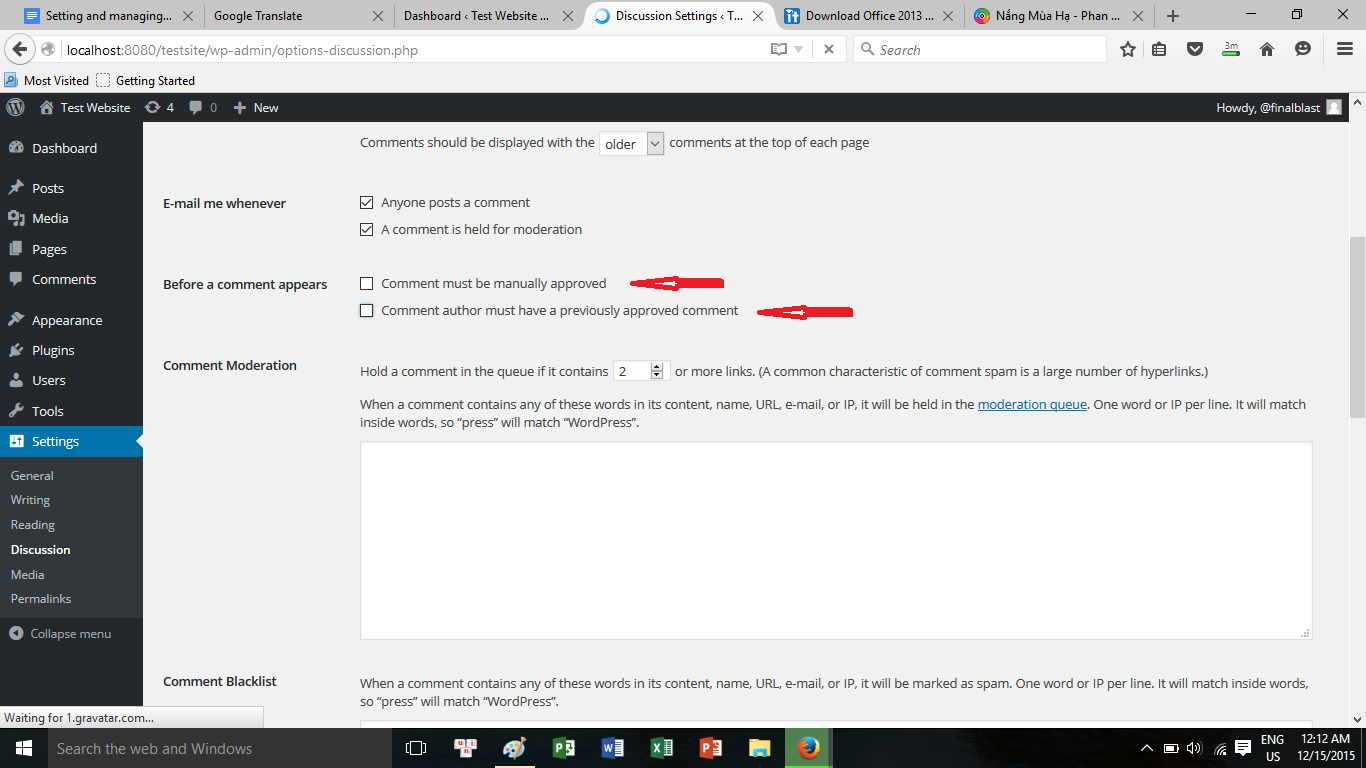 Setting and managing...
Google Translate
Dashboard ‹ Test Website ...
Discussion Settings ‹ T...
Download Office 2013 ...
Nắng Mùa Hạ - Phan ...
localhost:8080/testsite/wp-admin/options-discussion.php
Search
3m
Most Visited
Getting Started
Test Website
4
0
New
Howdy, @finalblast
Dashboard
Posts
Media
Pages
Comments
Appearance
Plugins
Users
Tools
Settings
General
Writing
Reading
Discussion
Media
Permalinks
Collapse menu
Comments should be displayed with the older comments at the top of each page
E-mail me whenever
Anyone posts a comment
A comment is held for moderation
Before a comment appears
Comment must be manually approved
Comment author must have a previously approved comment
Comment Moderation
Hold a comment in the queue if it contains 2 or more links. (A common characteristic of comment spam is a large number of hyperlinks.)
When a comment contains any of these words in its content, name, URL, e-mail, or IP, it will be held in the moderation queue. One word or IP per line. It will match
inside words, so “press” will match “WordPress”.
Comment Blacklist
When a comment contains any of these words in its content, name, URL, e-mail, or IP, it will be marked as spam. One word or IP per line. It will match inside words,
so “press” will match “WordPress”.
Waiting for 1.gravatar.com...
Search the web and Windows
ENG
US
12:12 AM
12/15/2015